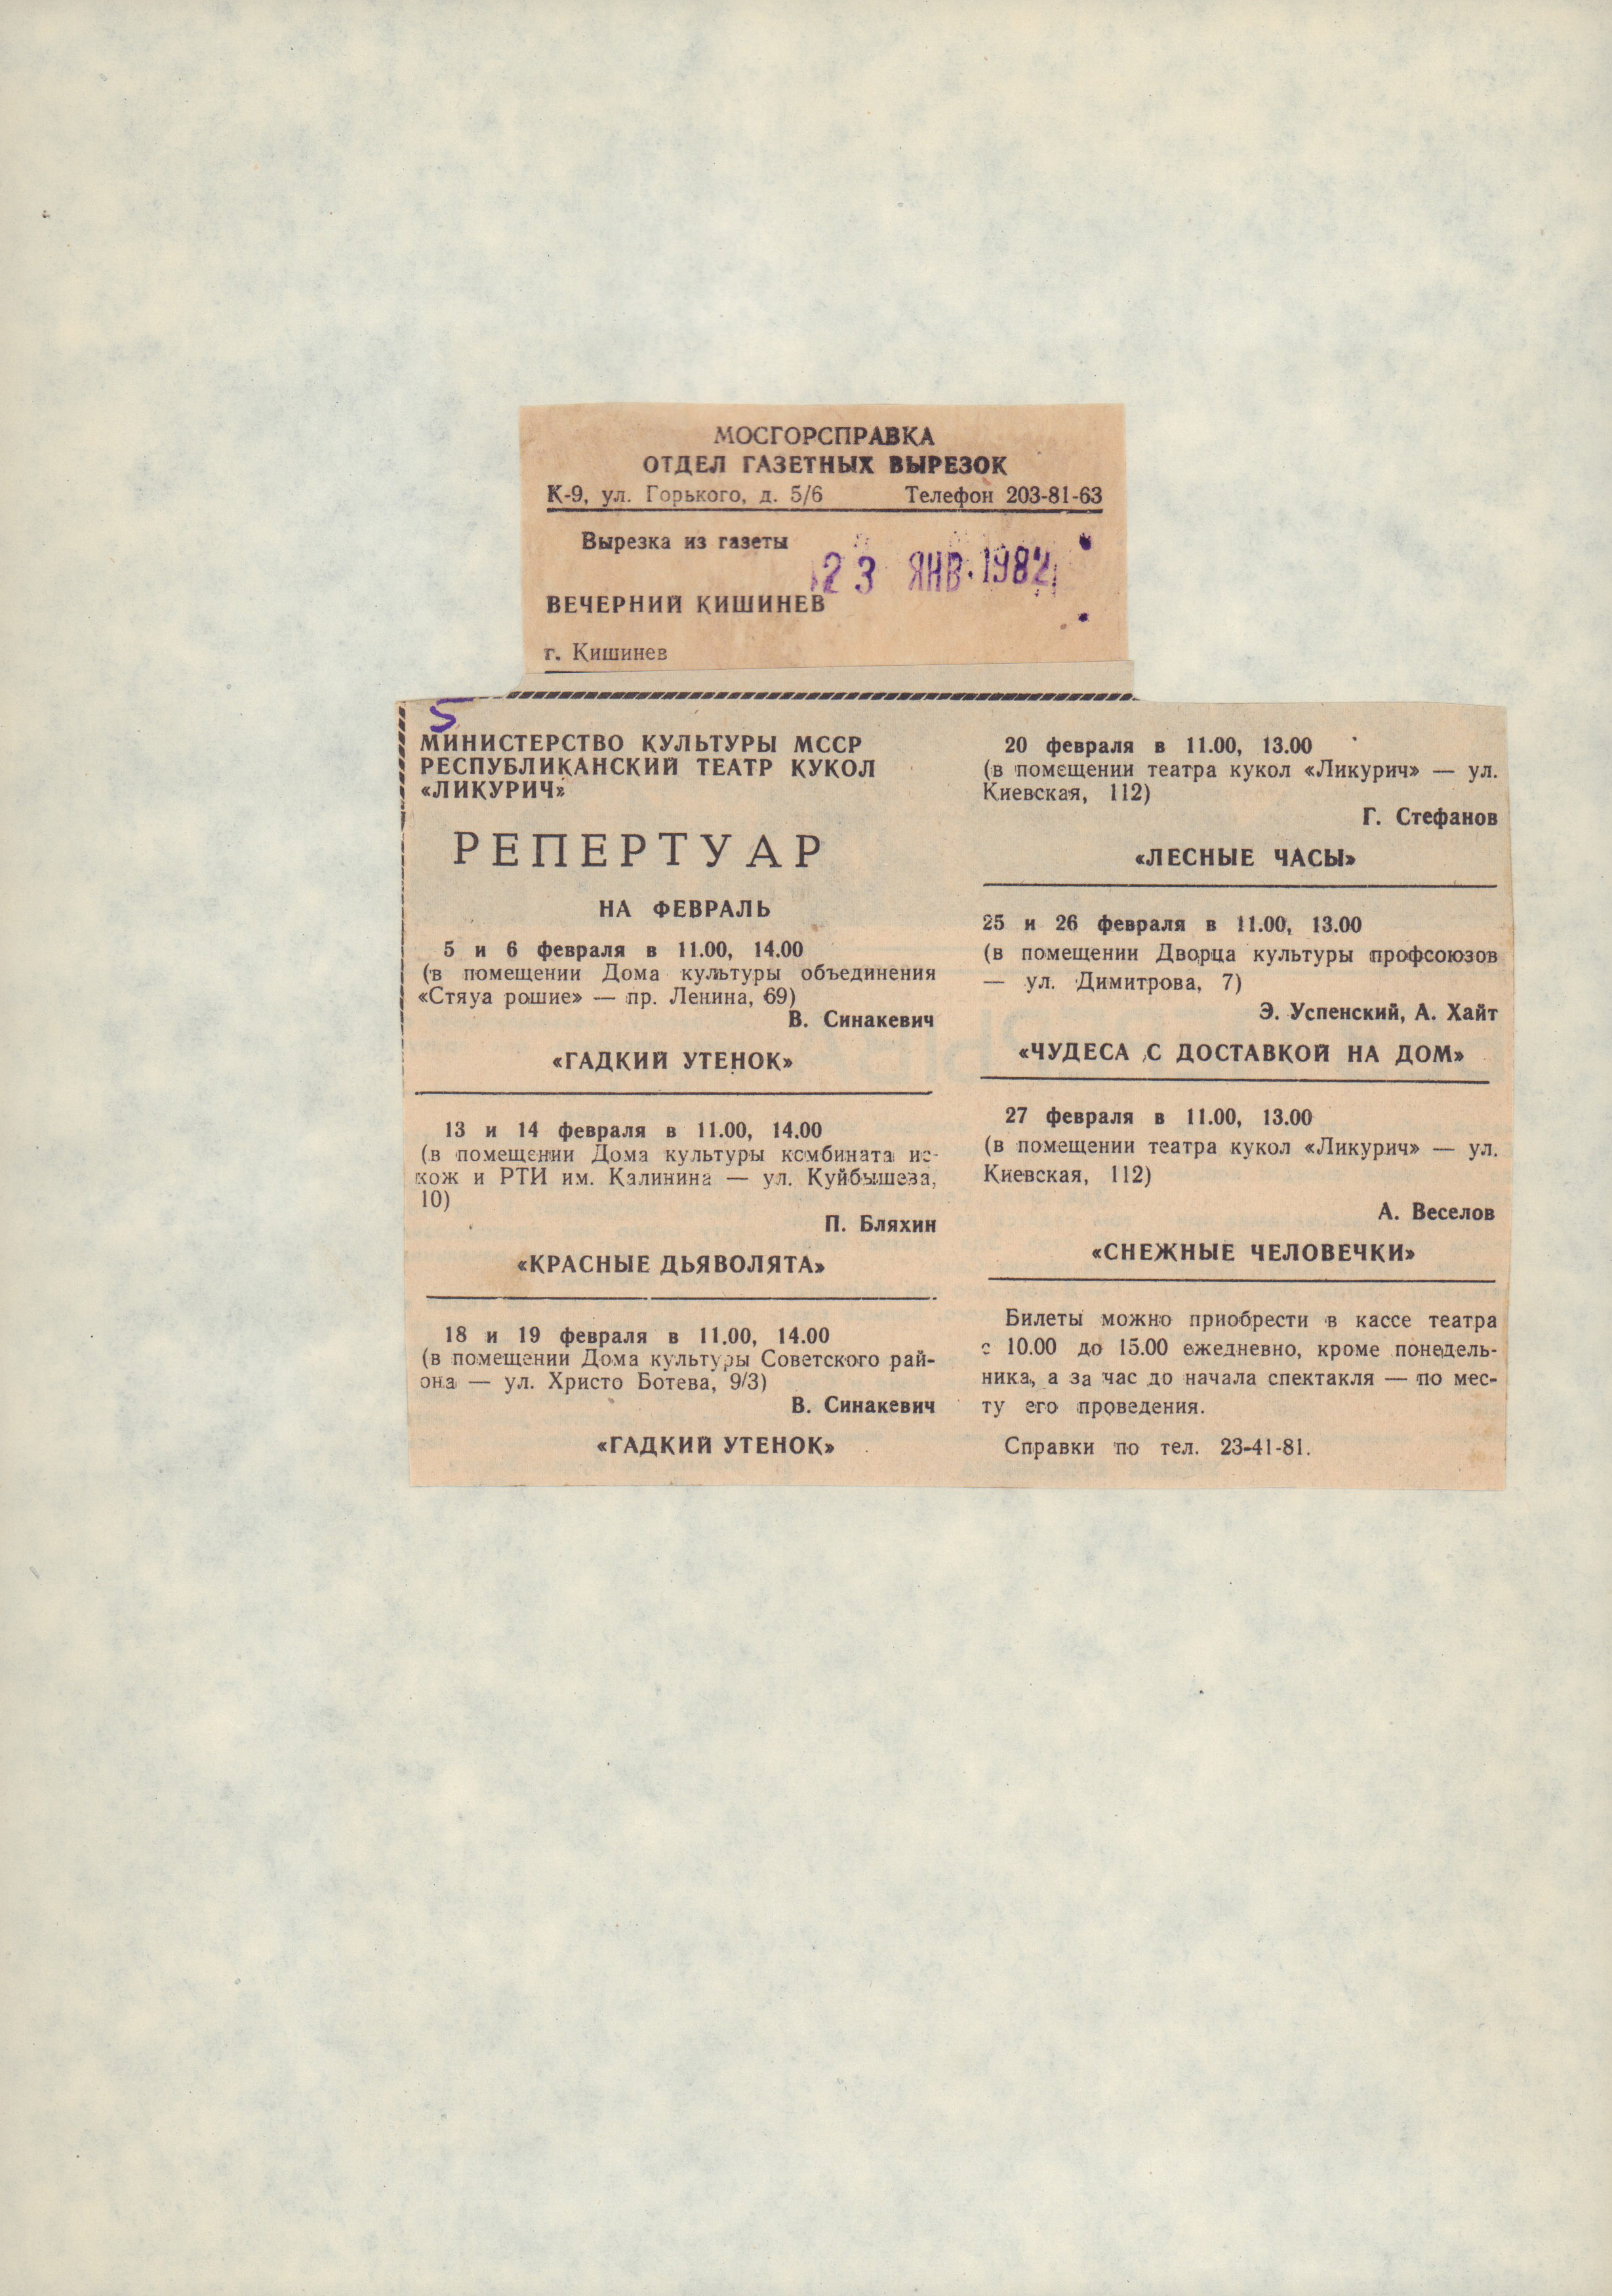 МОСГОРСПРАВКА
ОТДЕЛ ГАЗЕТНЫХ ВЫРЕЗОК
К-9, ул. Горького, д. 5/6 Телефон 203-81-63
Вырезка из газеты
23 ЯНВ. 1982
ВЕЧЕРНИЙ КИШИНЕВ
г. Кишинев
5
МИНИСТЕРСТВО КУЛЬТУРЫ МССР
РЕСПУБЛИКАНСКИЙ ТЕАТР КУКОЛ
«ЛИКУРИЧ»
РЕПЕРТУАР
НА ФЕВРАЛЬ
5 и 6 февраля в 11.00, 14.00
(в помещении Дома культуры объединения
«Стяуа рошие» — пр. Ленина, 69)
В. Синакевич
«ГАДКИЙ УТЕНОК»
13 и 14 февраля в 11.00, 14.00
(в помещении Дома культуры комбината ис-
кож и РТИ им. Калинина — ул. Куйбышева,
10)
П. Бляхин
«КРАСНЫЕ ДЬЯВОЛЯТА»
18 и 19 февраля в 11.00, 14.00
(в помещении Дома культуры Советского рай-
она — ул. Христо Ботева, 9/3)
В. Синакевич
«ГАДКИЙ УТЕНОК»
20 февраля в 11.00, 13.00
(в помещении театра кукол «Ликурич» — ул.
Киевская, 112)
Г. Стефанов
«ЛЕСНЫЕ ЧАСЫ»
25 и 26 февраля в 11.00, 13.00
(в помещении Дворца культуры профсоюзов
— ул. Димитрова, 7)
Э. Успенский, А. Хайт
«ЧУДЕСА С ДОСТАВКОЙ НА ДОМ»
27 февраля в 11.00, 13.00
(в помещении театра кукол «Ликурич» — ул.
Киевская, 112)
А. Веселов
«СНЕЖНЫЕ ЧЕЛОВЕЧКИ»
Билеты можно приобрести в кассе театра
с 10.00 до 15.00 ежедневно, кроме понедель-
ника, а за час до начала спектакля — по мес-
ту его проведения.
Справки по тел. 23-41-81.